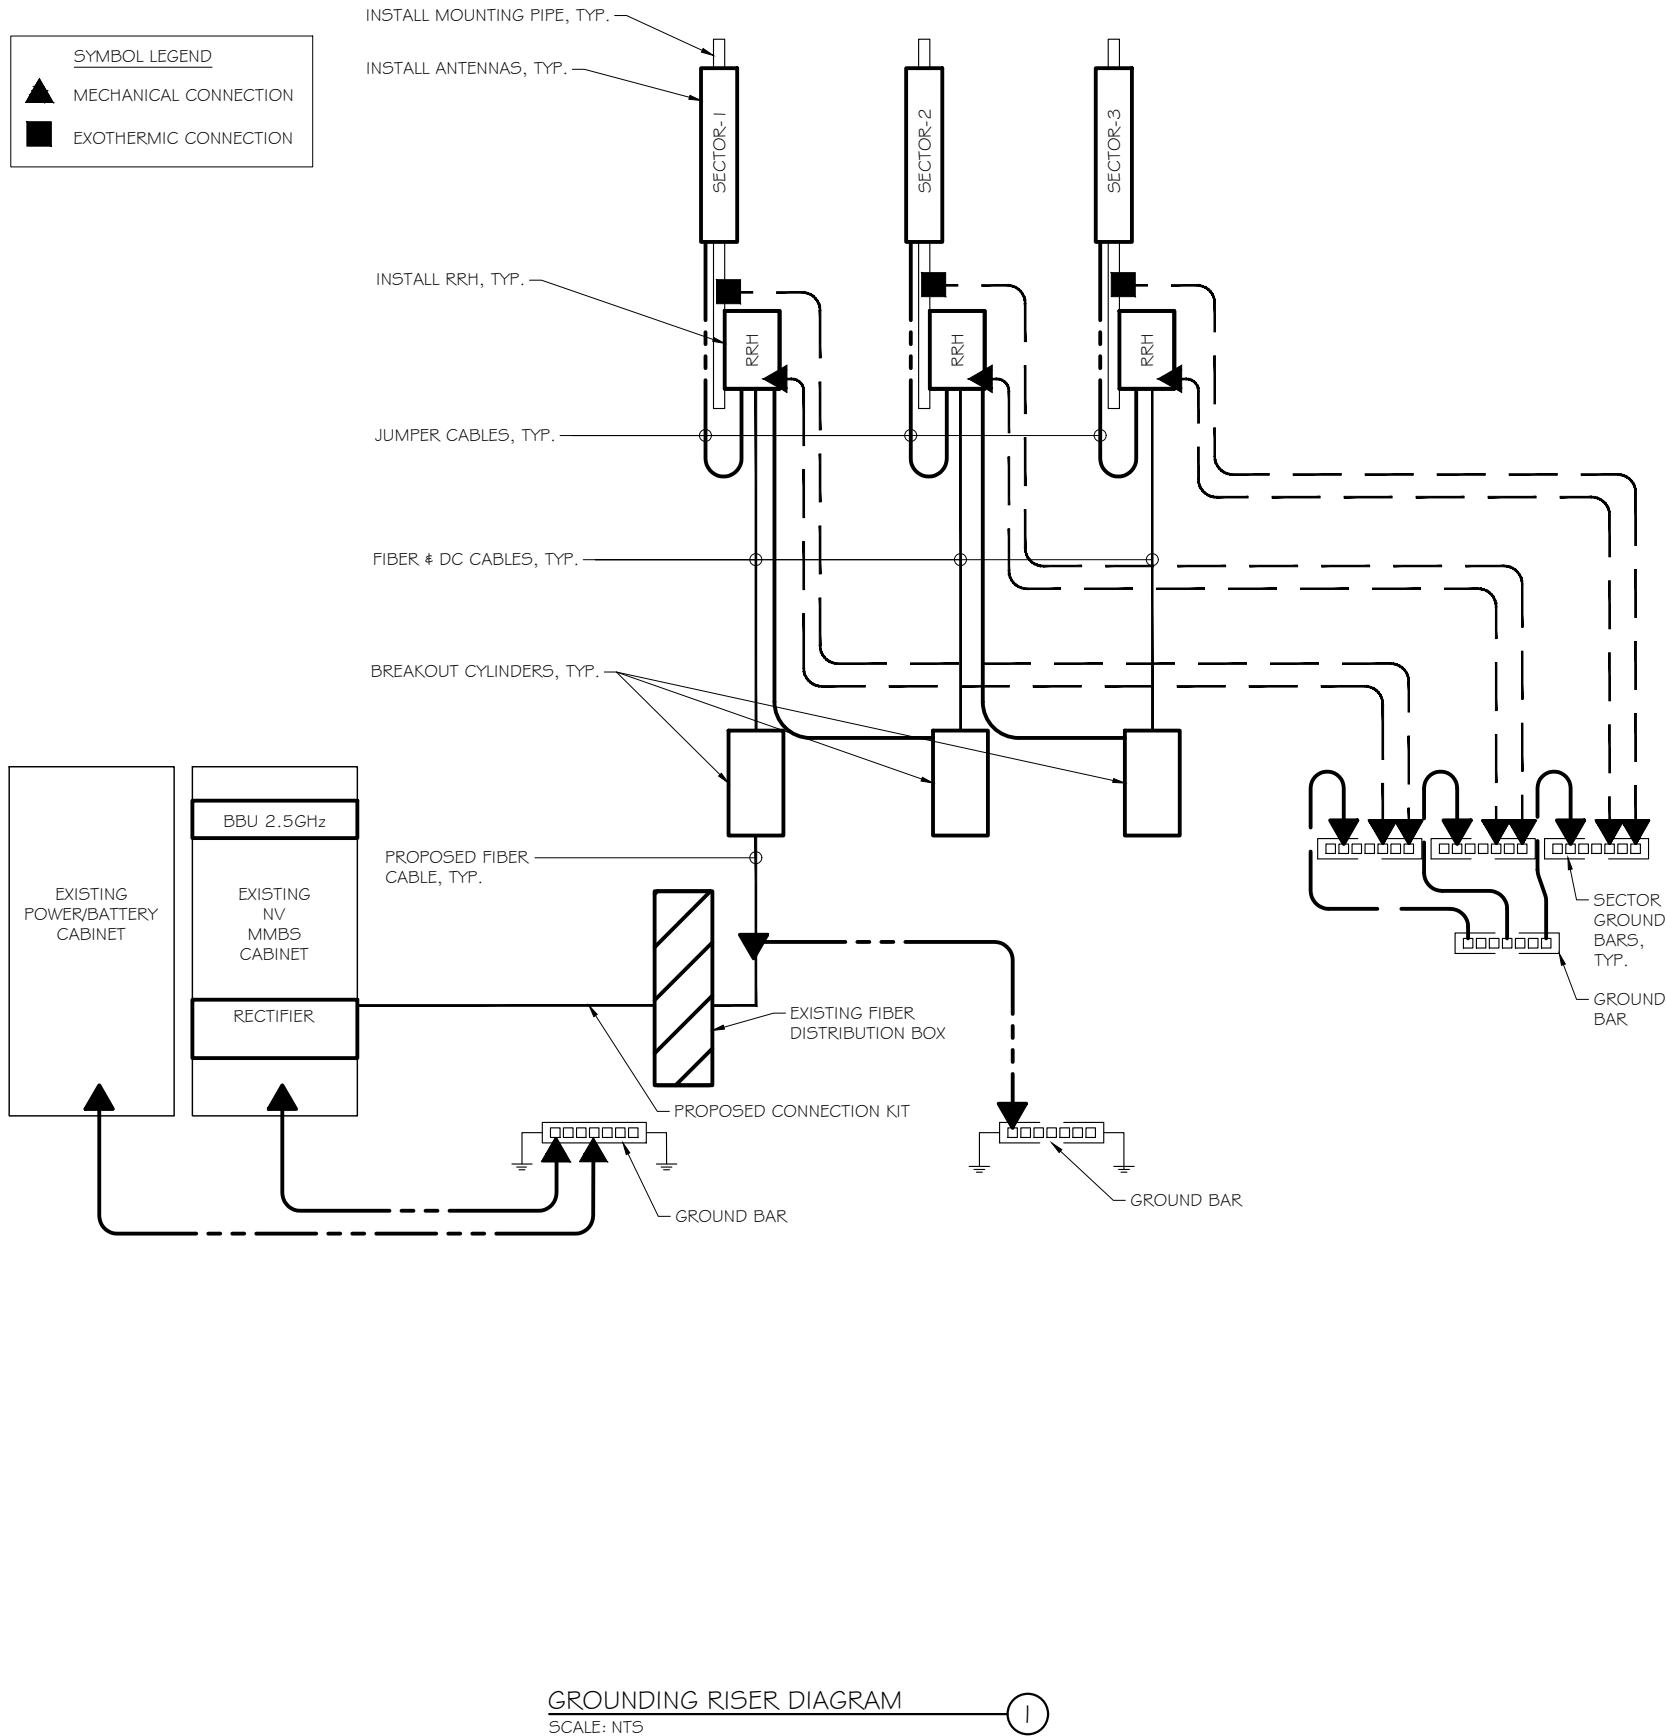 INSTALL MOUNTING PIPE, TYP.
SYMBOL LEGEND
INSTALL ANTENNAS, TYP.
MECHANICAL CONNECTION
EXOTHERMIC CONNECTION
SECTOR-1
SECTOR-2
SECTOR-3
INSTALL RRH, TYP.
RRH
RRH
RRH
JUMPER CABLES, TYP.
FIBER & DC CABLES, TYP.
BREAKOUT CYLINDERS, TYP.
BBU 2.5GHz
PROPOSED FIBER
CABLE, TYP.
EXISTING
POWER/BATTERY
CABINET
EXISTING
NV
MMBS
CABINET
SECTOR
GROUND
BARS,
TYP.
GROUND
BAR
RECTIFIER
EXISTING FIBER
DISTRIBUTION BOX
PROPOSED CONNECTION KIT
GROUND BAR
GROUND BAR
GROUNDING RISER DIAGRAM
SCALE: NTS
1